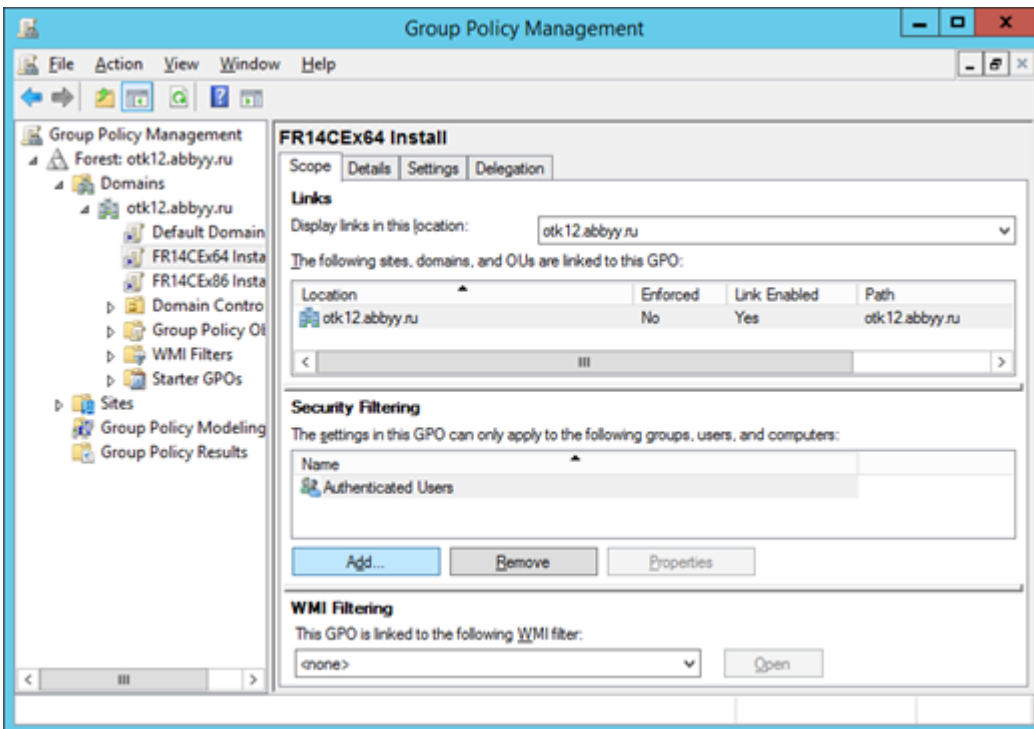 Group Policy Management
File Action View Window Help
Group Policy Management
Forest: otk12.abbyy.ru
Domains
otk12.abbyy.ru
Default Domain
FR14CEx64 Insta
FR14CEx86 Insta
Domain Contro
Group Policy Ob
WMI Filters
Starter GPOs
Sites
Group Policy Modeling
Group Policy Results
FR14CEx64 Install
Scope Details Settings Delegation
Links
Display links in this location: otk12.abbyy.ru
The following sites, domains, and OUs are linked to this GPO:
Location Enforced Link Enabled Path
otk12.abbyy.ru No Yes otk12.abbyy.ru
Security Filtering
The settings in this GPO can only apply to the following groups, users, and computers:
Name
Authenticated Users
Add... Remove Properties
WMI Filtering
This GPO is linked to the following WMI filter:
<none> Open